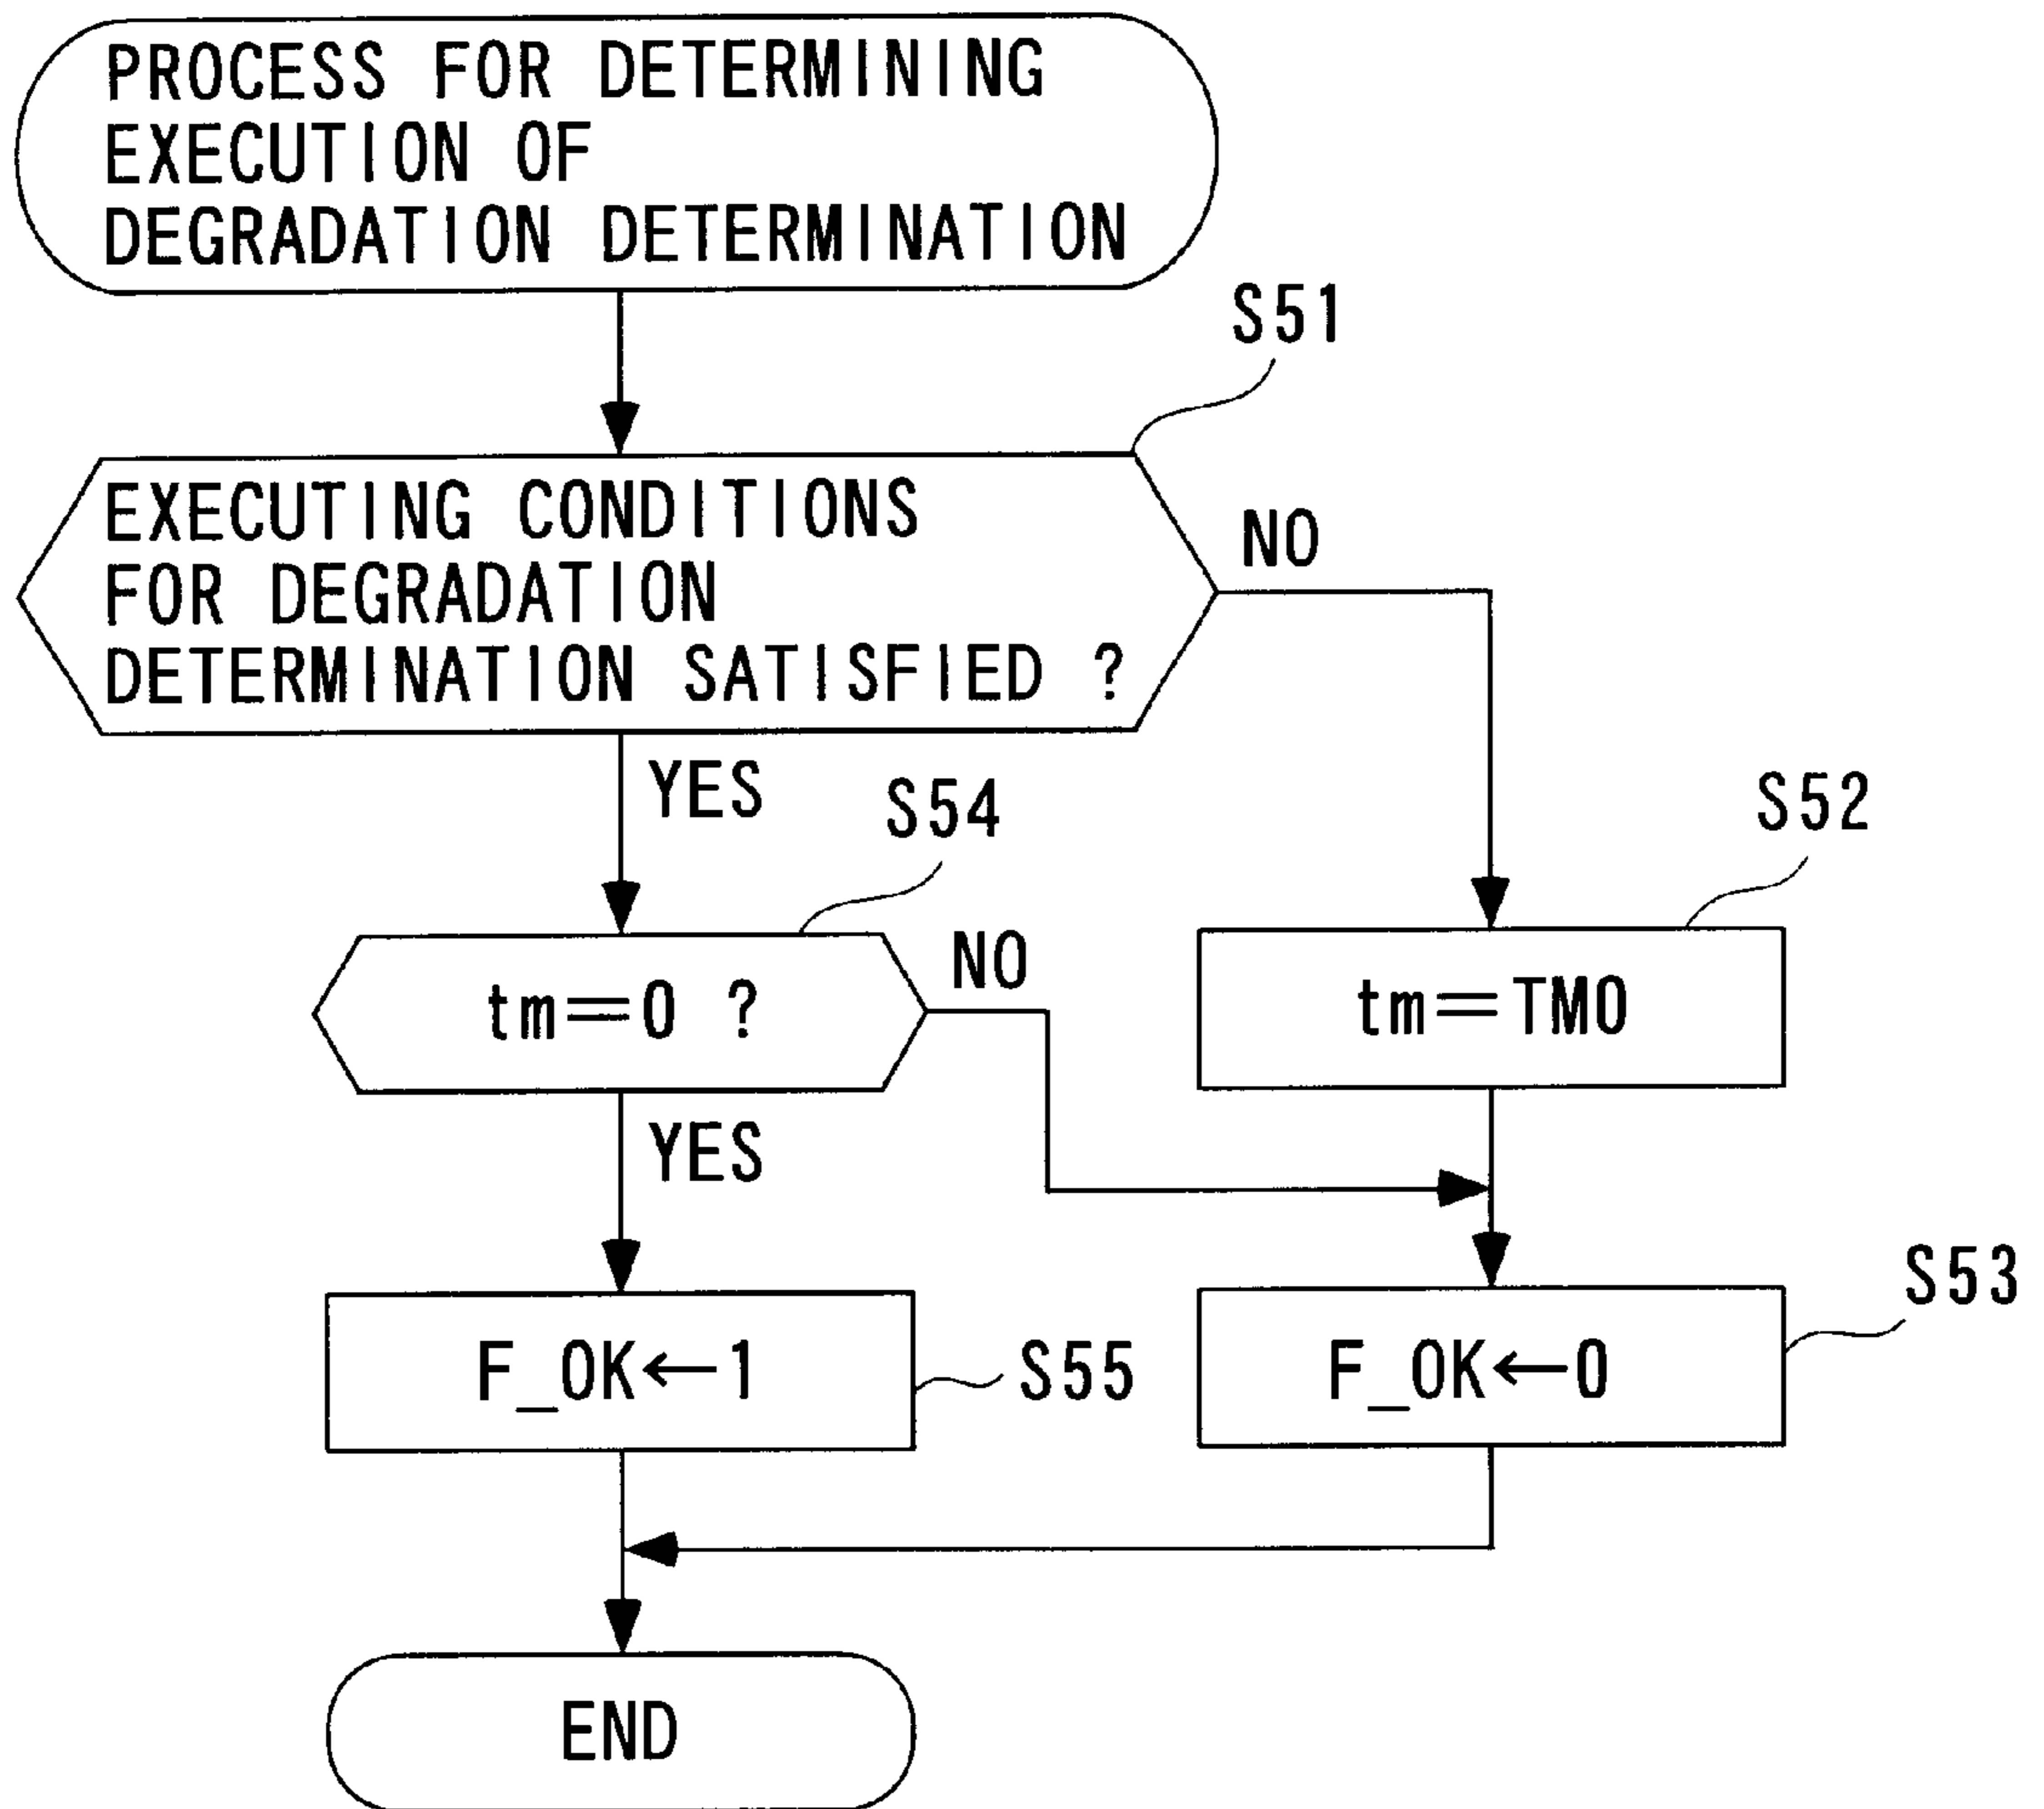 PROCESS FOR DETERMINING
EXECUTION OF
DEGRADATION DETERMINATION
S51
EXECUTING CONDITIONS
FOR DEGRADATION
DETERMINATION SATISFIED ?
NO
YES
S54
S52
tm=0 ?
NO
tm=TM0
YES
S53
F_OK←1
S55
F_OK←0
END